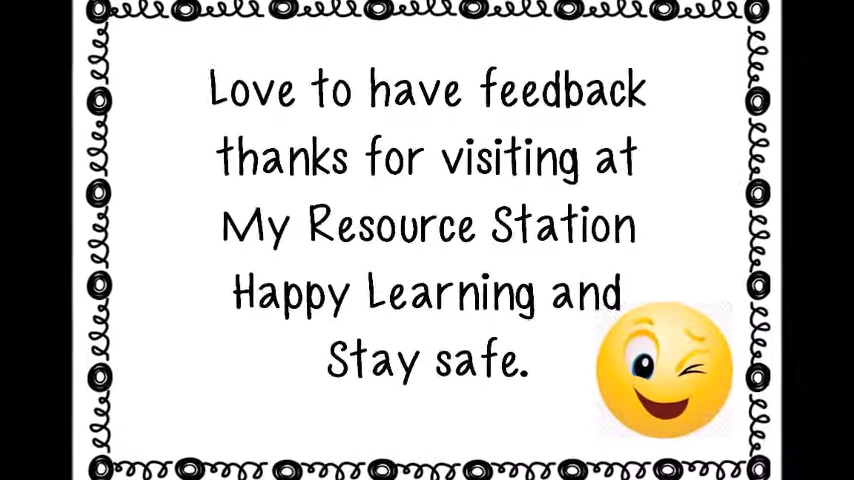 Love to have feedback
thanks for visiting at
My Resource Station
Happy Learning and
Stay safe.